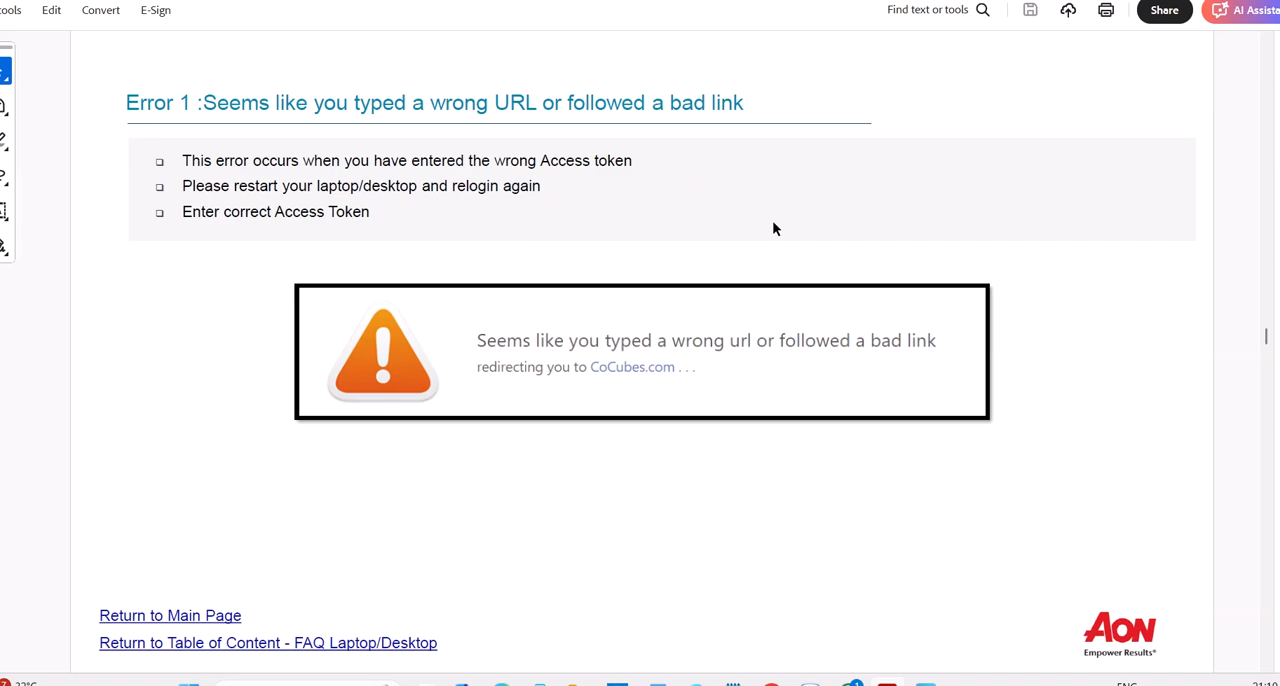 Edit Convert E-Sign Find text or tools Share
Error 1 :Seems like you typed a wrong URL or followed a bad link
This error occurs when you have entered the wrong Access token
Please restart your laptop/desktop and relogin again
Enter correct Access Token
Seems like you typed a wrong url or followed a bad link
redirecting you to CoCubes.com . . .
Return to Main Page
Return to Table of Content - FAQ Laptop/Desktop
AON
Empower Results®